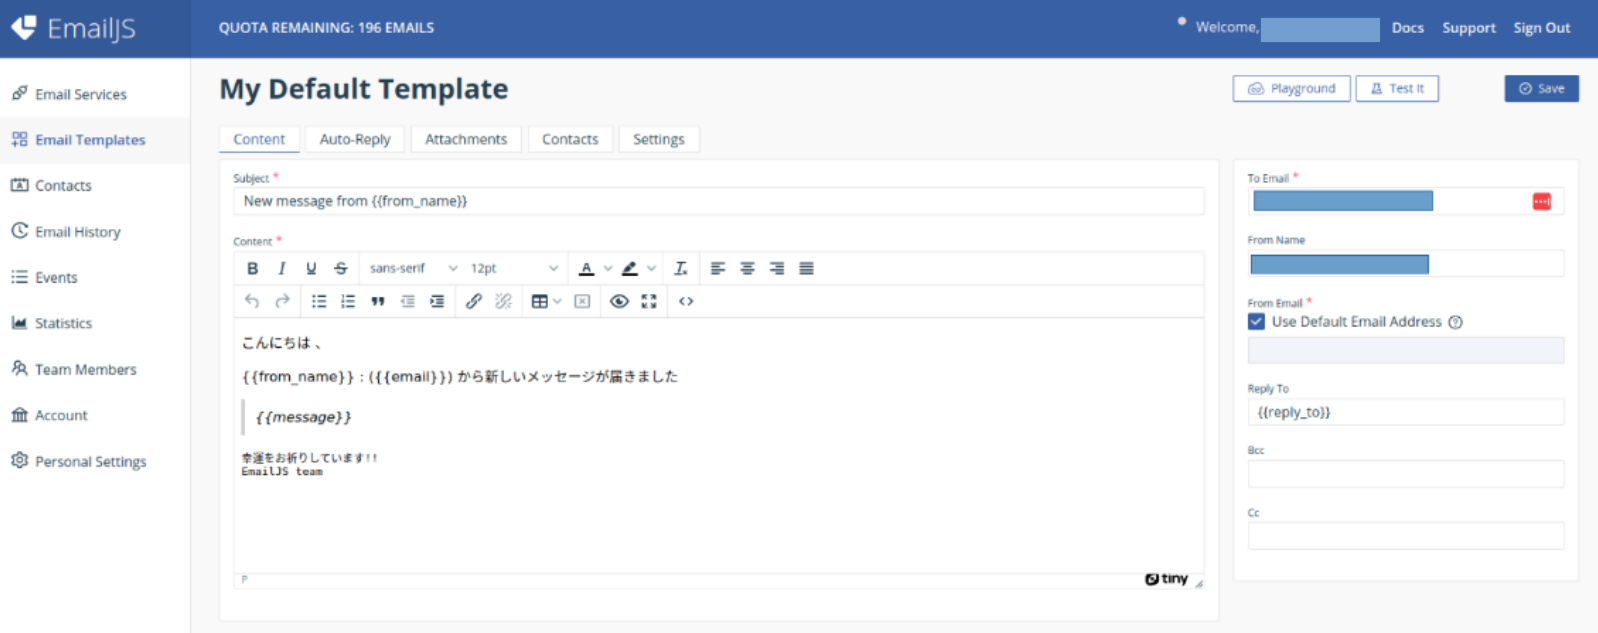 EmailJS
QUOTA REMAINING: 196 EMAILS
Welcome,
Docs
Support
Sign Out
Email Services
Email Templates
Contacts
Email History
Events
Statistics
Team Members
Account
Personal Settings
My Default Template
Playground
Test It
Save
Content
Auto-Reply
Attachments
Contacts
Settings
Subject *
New message from {{from_name}}
Content *
B I U S sans-serif 12pt A
こんにちは 、
{{from_name}} : ({{email}}) から新しいメッセージが届きました
{{message}}
幸運をお祈りしています!!
EmailJS team
P
tiny
To Email *
From Name
From Email *
Use Default Email Address
Reply To
{{reply_to}}
Bcc
Cc